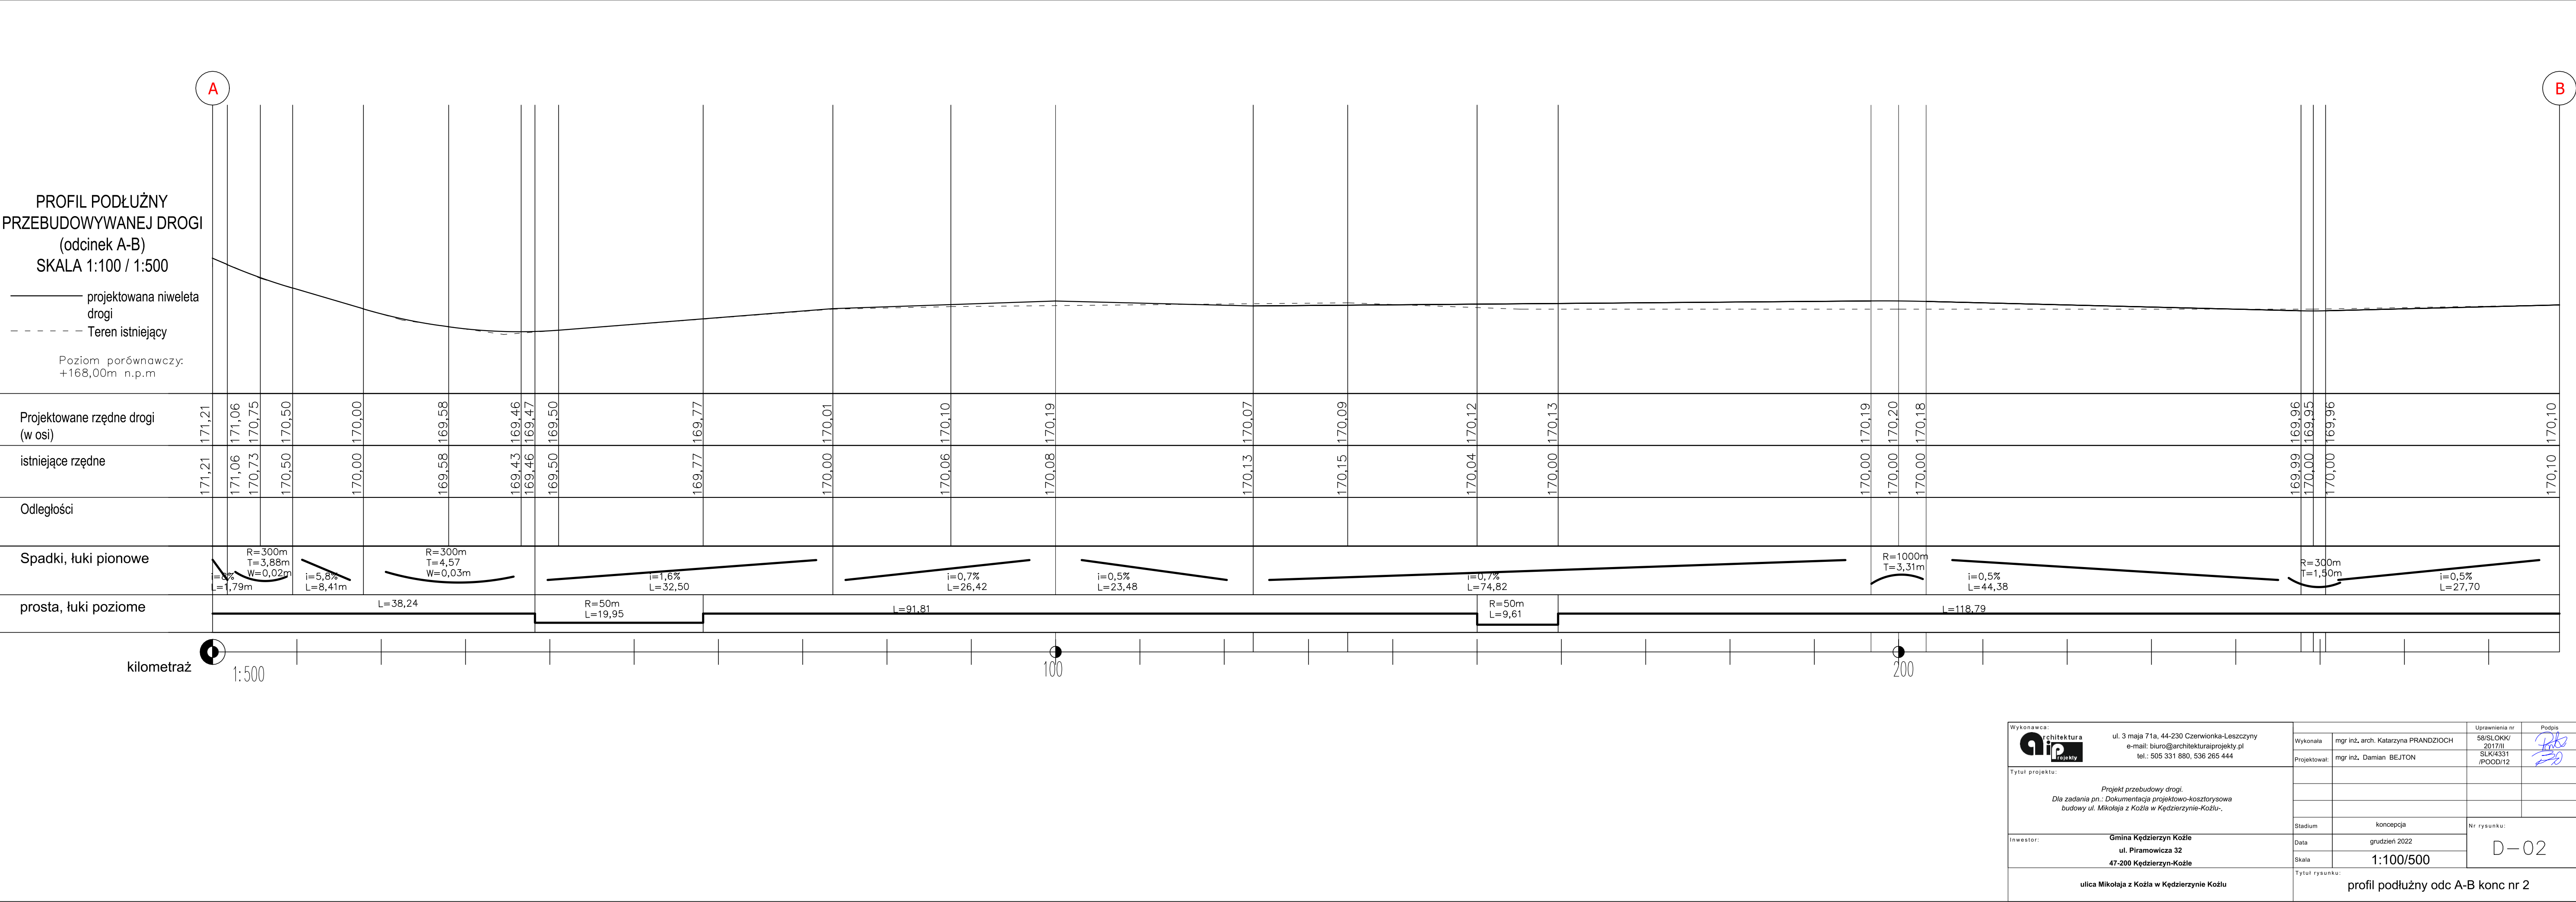 A
B
PROFIL PODŁUŻNY
PRZEBUDOWYWANEJ DROGI
(odcinek A-B)
SKALA 1:100 / 1:500
projektowana niweleta
drogi
Teren istniejący
Poziom porównawczy:
+168,00m n.p.m
Projektowane rzędne drogi
(w osi)
171,21 171,06 170,75 170,50 170,00 169,58 169,46 169,47 169,50 169,77 170,01 170,10 170,19 170,07 170,09 170,12 170,13 170,19 170,20 170,18 169,96 169,95 169,96 170,10
istniejące rzędne
171,21 171,06 170,73 170,50 170,00 169,58 169,43 169,46 169,50 169,77 170,00 170,06 170,08 170,13 170,15 170,04 170,00 170,00 170,00 170,00 169,99 170,00 170,00 170,10
Odległości
Spadki, łuki pionowe
i=8%
L=1,79m
R=300m
T=3,88m
W=0,02m
i=5,8%
L=8,41m
R=300m
T=4,57
W=0,03m
i=1,6%
L=32,50
i=0,7%
L=26,42
i=0,5%
L=23,48
i=0,7%
L=74,82
R=1000m
T=3,31m
i=0,5%
L=44,38
R=300m
T=1,50m
i=0,5%
L=27,70
prosta, łuki poziome
L=38,24
R=50m
L=19,95
L=91,81
R=50m
L=9,61
L=118,79
kilometraż
1:500
100
200
Wykonawca:
architektura
i
Projekty
ul. 3 maja 71a, 44-230 Czerwionka-Leszczyny
e-mail: biuro@architekturaiprojekty.pl
tel.: 505 331 880, 536 265 444
Uprawnienia nr
Podpis
Wykonała
mgr inż. arch. Katarzyna PRANDZIOCH
58/SLOKK/
2017/II
Projektował:
mgr inż. Damian BEJTON
SLK/4331
/POOD/12
Tytuł projektu:
Projekt przebudowy drogi.
Dla zadania pn.: Dokumentacja projektowo-kosztorysowa
budowy ul. Mikołaja z Koźla w Kędzierzynie-Koźlu-,
Inwestor:
Gmina Kędzierzyn Koźle
ul. Piramowicza 32
47-200 Kędzierzyn-Koźle
ulica Mikołaja z Koźla w Kędzierzynie Koźlu
Stadium
koncepcja
Data
grudzień 2022
Skala
1:100/500
Nr rysunku:
D-02
Tytuł rysunku:
profil podłużny odc A-B konc nr 2